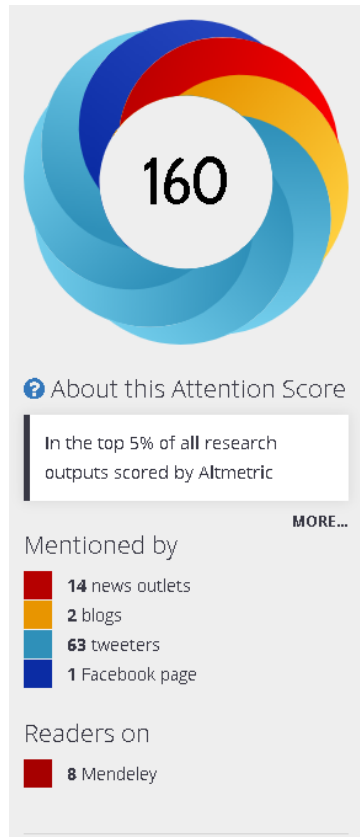 160
? About this Attention Score
In the top 5% of all research
outputs scored by Altmetric
MORE...
Mentioned by
14 news outlets
2 blogs
63 tweeters
1 Facebook page
Readers on
8 Mendeley